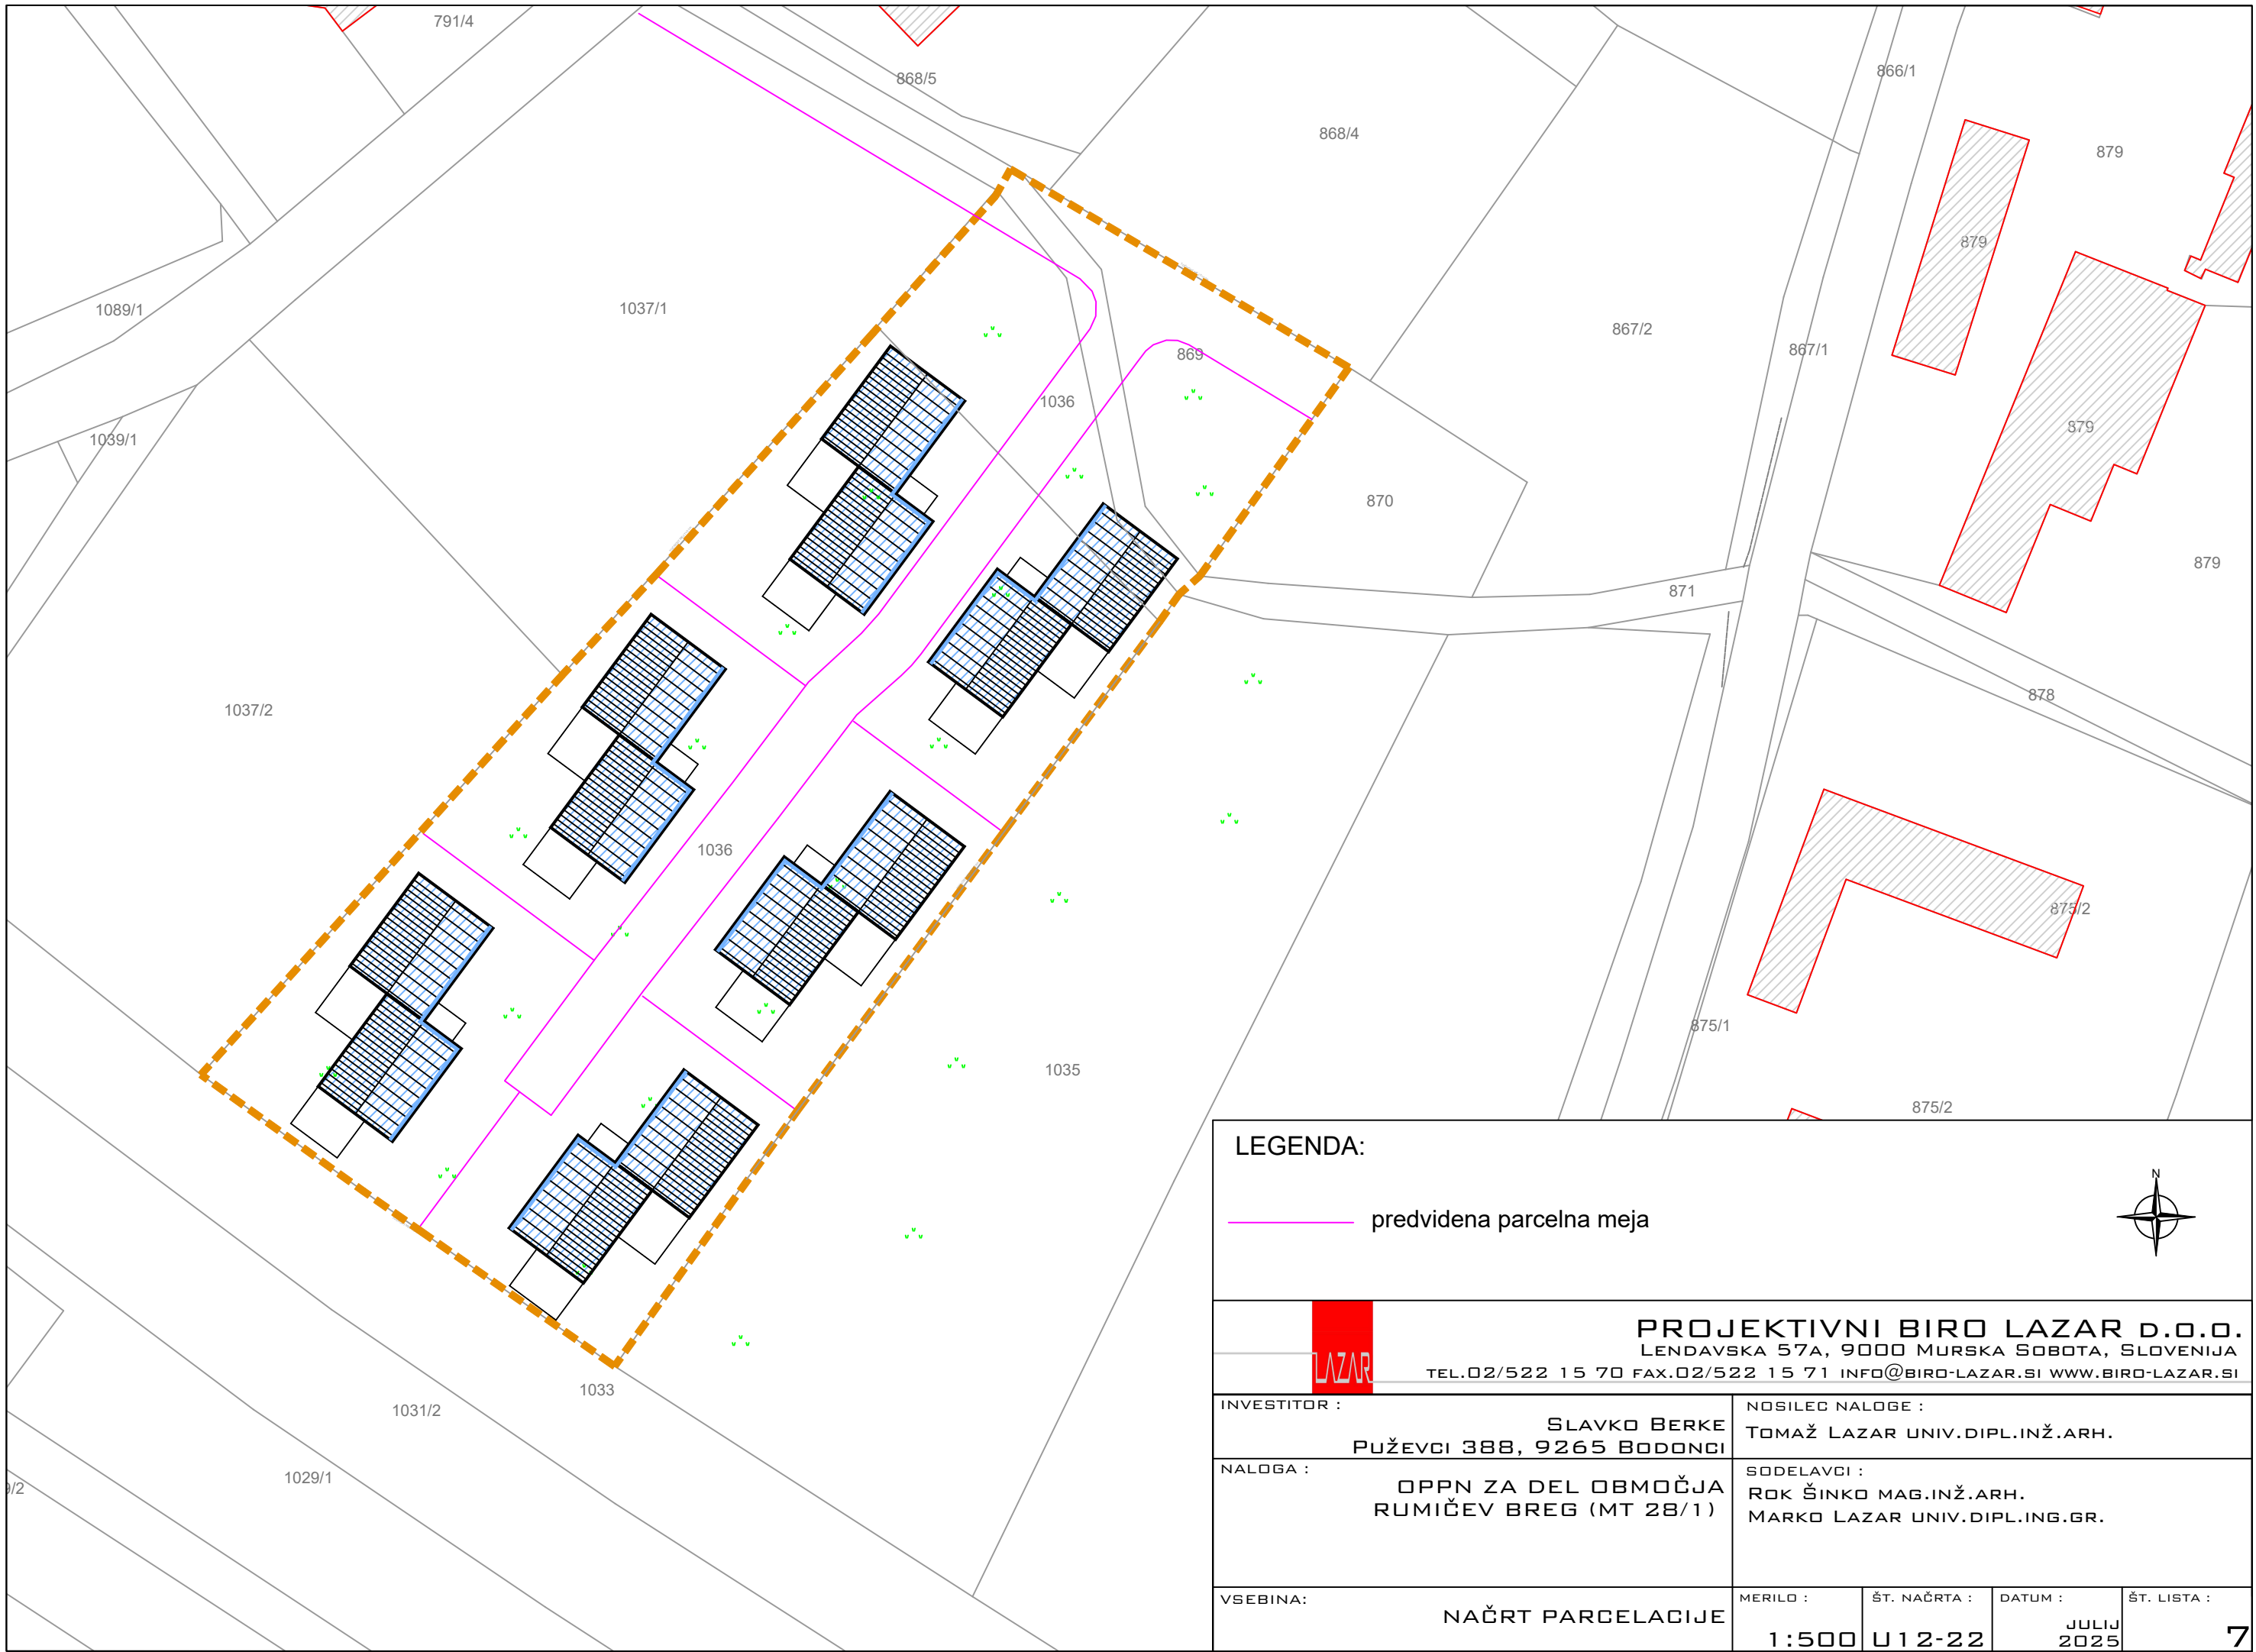 791/4
868/5
866/1
868/4
879
879
1089/1
1037/1
867/2
867/1
869
1036
1039/1
879
870
879
871
878
1037/2
1036
875/2
875/1
1035
875/2
1033
1031/2
1029/1
LEGENDA:
predvidena parcelna meja
N
LAZAR
PROJEKTIVNI BIRO LAZAR D.O.O.
LENDAVSKA 57A, 9000 MURSKA SOBOTA, SLOVENIJA
TEL.02/522 15 70 FAX.02/522 15 71 INFO@BIRO-LAZAR.SI WWW.BIRO-LAZAR.SI
INVESTITOR :
SLAVKO BERKE
PUŽEVCI 388, 9265 BODONCI
NOSILEC NALOGE :
TOMAŽ LAZAR UNIV.DIPL.INŽ.ARH.
NALOGA :
OPPN ZA DEL OBMOČJA
RUMIČEV BREG (MT 28/1)
SODELAVCI :
ROK ŠINKO MAG.INŽ.ARH.
MARKO LAZAR UNIV.DIPL.ING.GR.
VSEBINA:
NAČRT PARCELACIJE
MERILO :
1:500
ŠT. NAČRTA :
U12-22
DATUM :
JULIJ
2025
ŠT. LISTA :
7